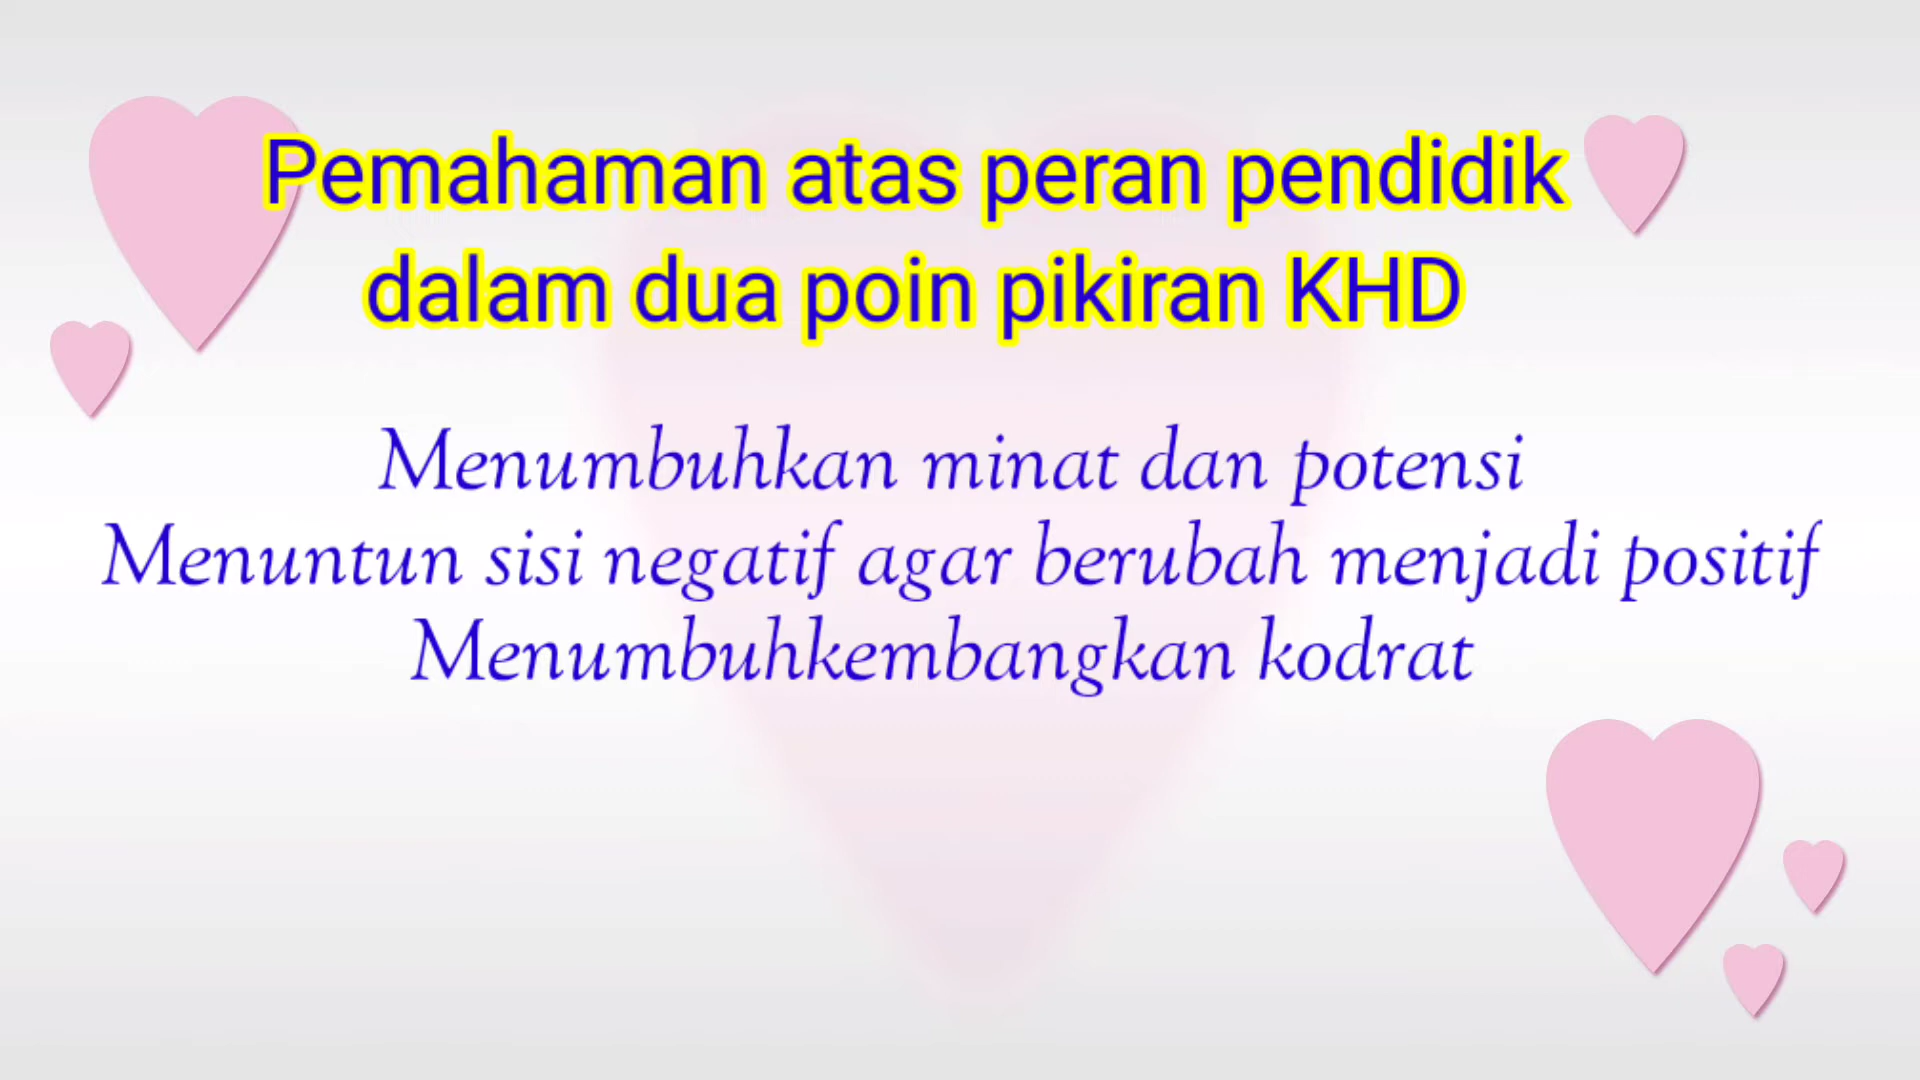 Pemahaman atas peran pendidik
dalam dua poin pikiran KHD
Menumbuhkan minat dan potensi
Menuntun sisi negatif agar berubah menjadi positif
Menumbuhkembangkan kodrat